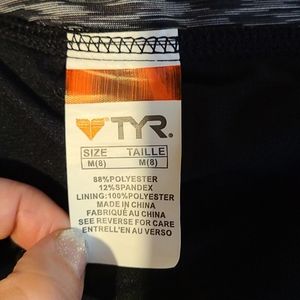 TYR.
SIZE TAILLE
M(8) M(8)
88%POLYESTER
12%SPANDEX
LINING:100%POLYESTER
MADE IN CHINA
FABRIQUÉ AU CHINA
SEE REVERSE FOR CARE
ENTRELL'EN AU VERSO